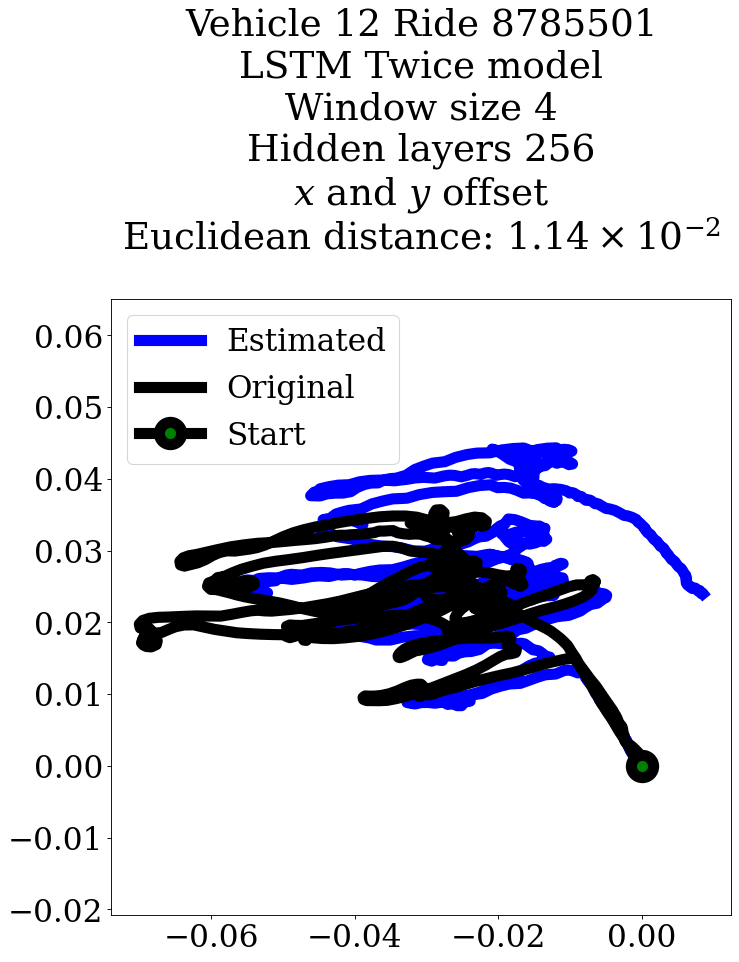 Vehicle 12 Ride 8785501
LSTM Twice model
Window size 4
Hidden layers 256
x and y offset
Euclidean distance: 1.14 × 10⁻²
Estimated
Original
Start
0.06
0.05
0.04
0.03
0.02
0.01
0.00
−0.01
−0.02
−0.06 −0.04 −0.02 0.00